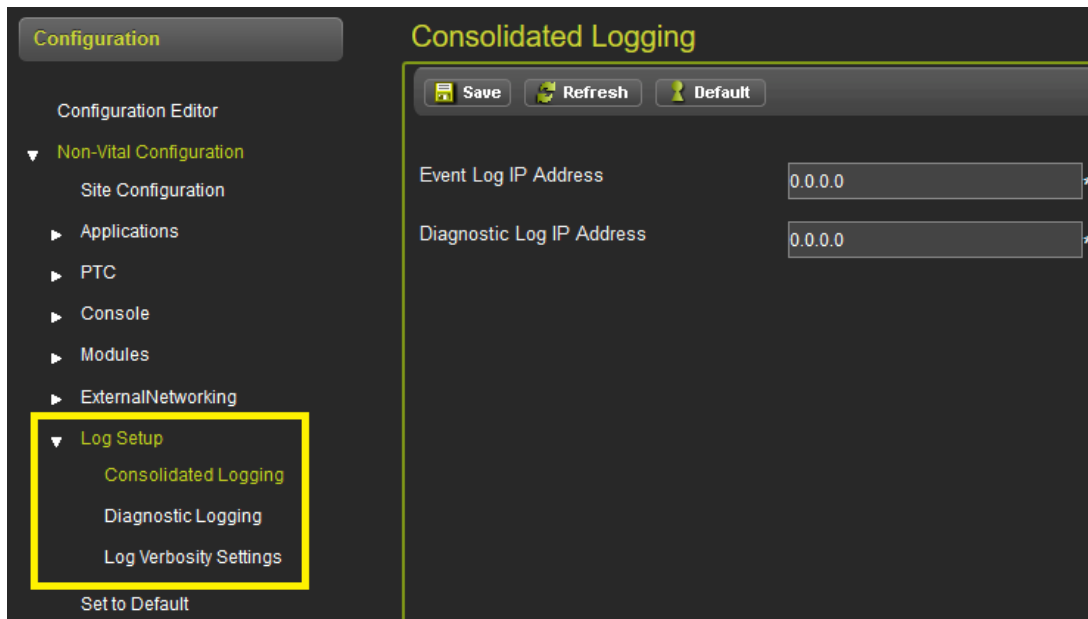 Configuration
Configuration Editor
Non-Vital Configuration
Site Configuration
Applications
PTC
Console
Modules
ExternalNetworking
Log Setup
Consolidated Logging
Diagnostic Logging
Log Verbosity Settings
Set to Default
Consolidated Logging
Save Refresh Default
Event Log IP Address 0.0.0.0 *
Diagnostic Log IP Address 0.0.0.0 *